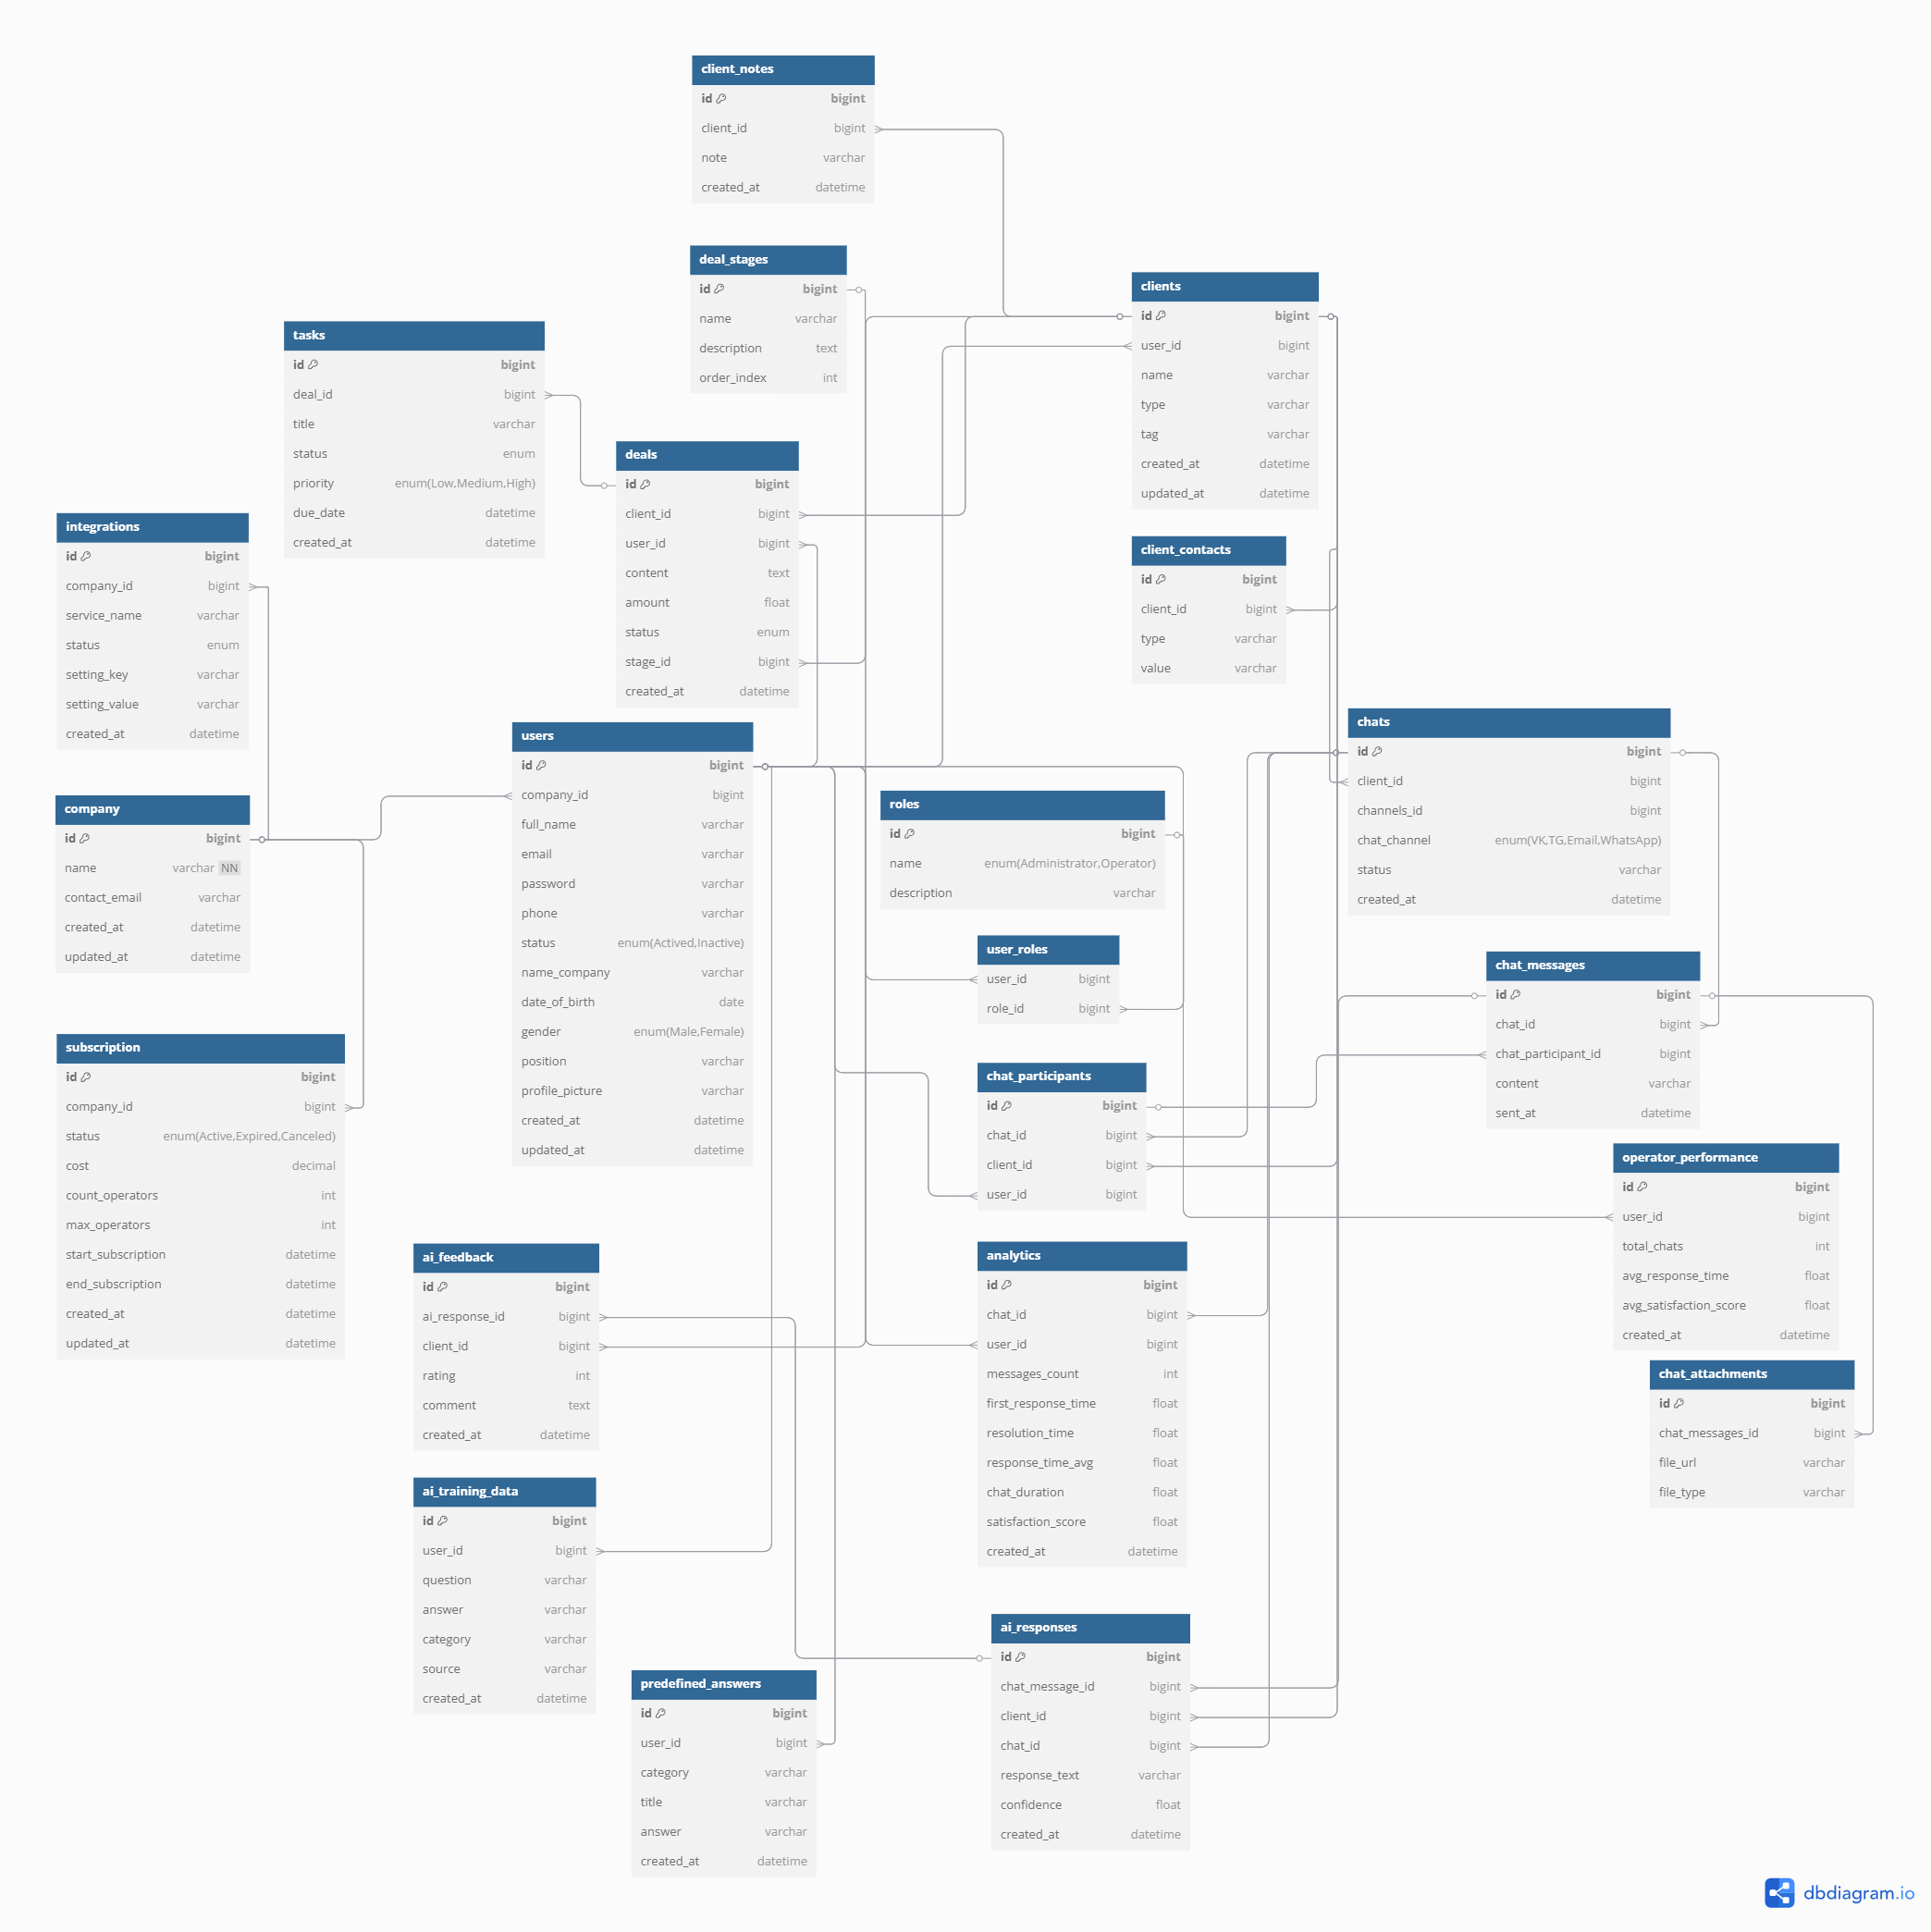 client_notes
id bigint
client_id bigint
note varchar
created_at datetime
deal_stages
id bigint
name varchar
description text
order_index int
clients
id bigint
user_id bigint
name varchar
type varchar
tag varchar
created_at datetime
updated_at datetime
tasks
id bigint
deal_id bigint
title varchar
status enum
priority enum(Low,Medium,High)
due_date datetime
created_at datetime
deals
id bigint
client_id bigint
user_id bigint
content text
amount float
status enum
stage_id bigint
created_at datetime
integrations
id bigint
company_id bigint
service_name varchar
status enum
setting_key varchar
setting_value varchar
created_at datetime
client_contacts
id bigint
client_id bigint
type varchar
value varchar
chats
id bigint
client_id bigint
channels_id bigint
chat_channel enum(VK,TG,Email,WhatsApp)
status varchar
created_at datetime
users
id bigint
company_id bigint
full_name varchar
email varchar
password varchar
phone varchar
status enum(Actived,Inactive)
name_company varchar
date_of_birth date
gender enum(Male,Female)
position varchar
profile_picture varchar
created_at datetime
updated_at datetime
company
id bigint
name varchar NN
contact_email varchar
created_at datetime
updated_at datetime
roles
id bigint
name enum(Administrator,Operator)
description varchar
user_roles
user_id bigint
role_id bigint
chat_messages
id bigint
chat_id bigint
chat_participant_id bigint
content varchar
sent_at datetime
subscription
id bigint
company_id bigint
status enum(Active,Expired,Canceled)
cost decimal
count_operators int
max_operators int
start_subscription datetime
end_subscription datetime
created_at datetime
updated_at datetime
chat_participants
id bigint
chat_id bigint
client_id bigint
user_id bigint
operator_performance
id bigint
user_id bigint
total_chats int
avg_response_time float
avg_satisfaction_score float
created_at datetime
ai_feedback
id bigint
ai_response_id bigint
client_id bigint
rating int
comment text
created_at datetime
analytics
id bigint
chat_id bigint
user_id bigint
messages_count int
first_response_time float
resolution_time float
response_time_avg float
chat_duration float
satisfaction_score float
created_at datetime
chat_attachments
id bigint
chat_messages_id bigint
file_url varchar
file_type varchar
ai_training_data
id bigint
user_id bigint
question varchar
answer varchar
category varchar
source varchar
created_at datetime
ai_responses
id bigint
chat_message_id bigint
client_id bigint
chat_id bigint
response_text varchar
confidence float
created_at datetime
predefined_answers
id bigint
user_id bigint
category varchar
title varchar
answer varchar
created_at datetime
dbdiagram.io